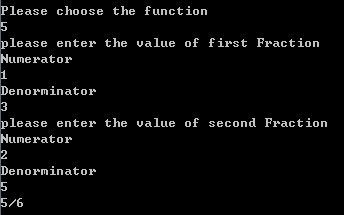 Please choose the function
5
please enter the value of first Fraction
Numerator
1
Denorminator
3
please enter the value of second Fraction
Numerator
2
Denorminator
5
5/6